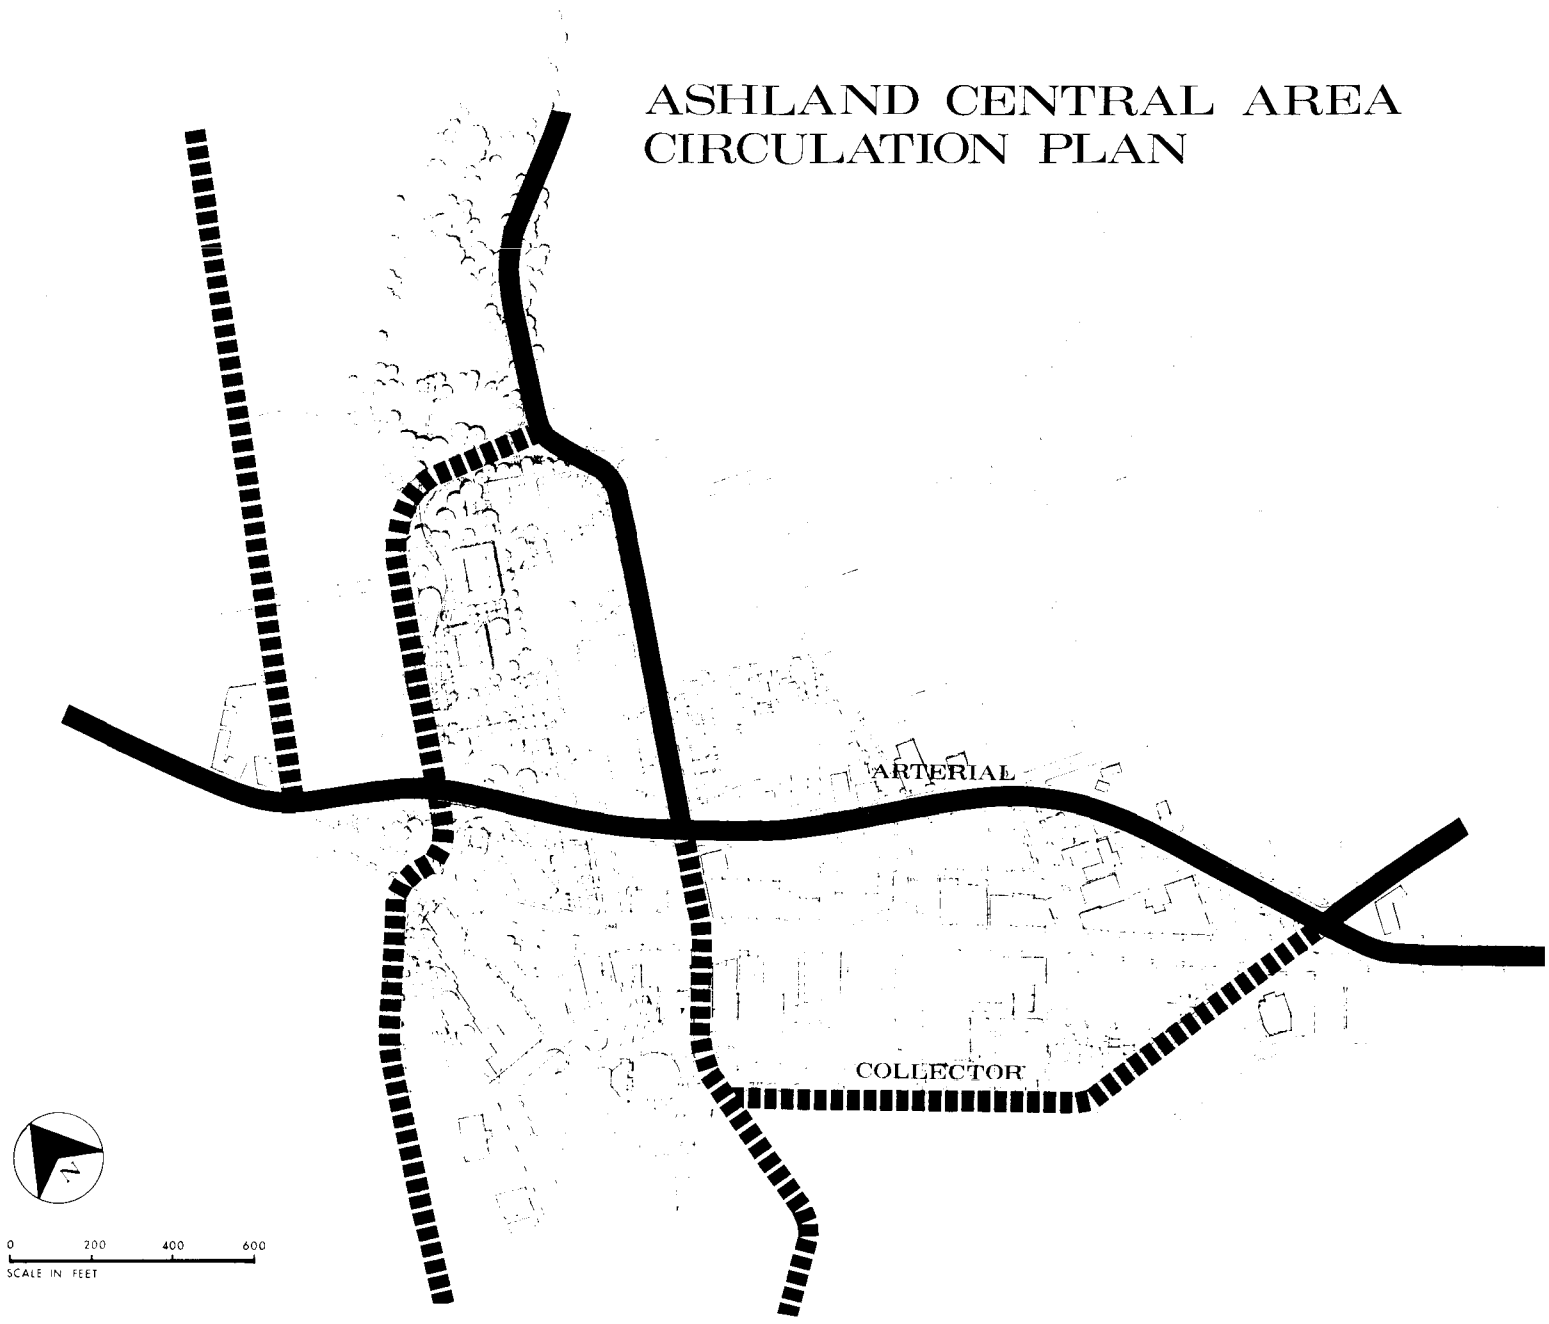 ASHLAND CENTRAL AREA
CIRCULATION PLAN
ARTERIAL
COLLECTOR
N
0 200 400 600
SCALE IN FEET